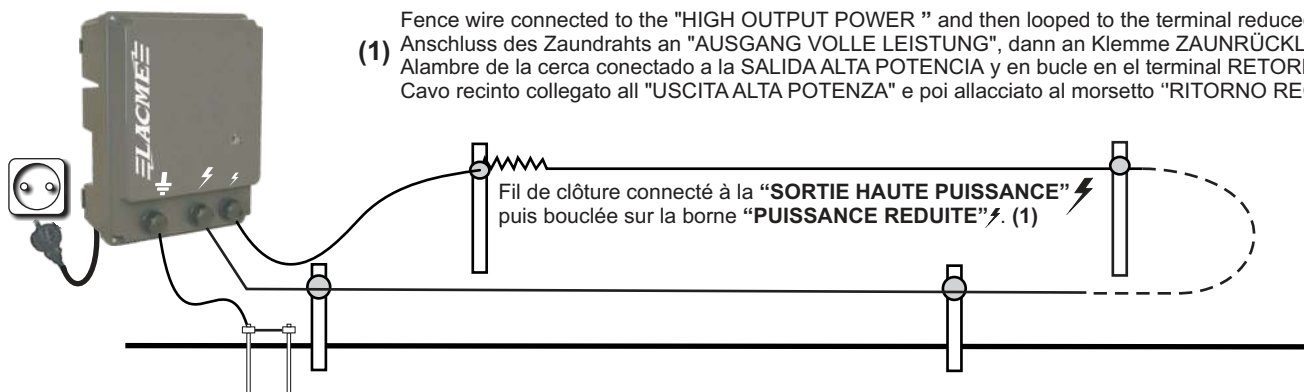 Fence wire connected to the "HIGH OUTPUT POWER " and then looped to the terminal reduce
(1) Anschluss des Zaundrahts an "AUSGANG VOLLE LEISTUNG", dann an Klemme ZAUNRÜCKL
Alambre de la cerca conectado a la SALIDA ALTA POTENCIA y en bucle en el terminal RETOR
Cavo recinto collegato all "USCITA ALTA POTENZA" e poi allacciato al morsetto "RITORNO RE
LACME
Fil de clôture connecté à la “SORTIE HAUTE PUISSANCE”
puis bouclée sur la borne “PUISSANCE REDUITE”. (1)